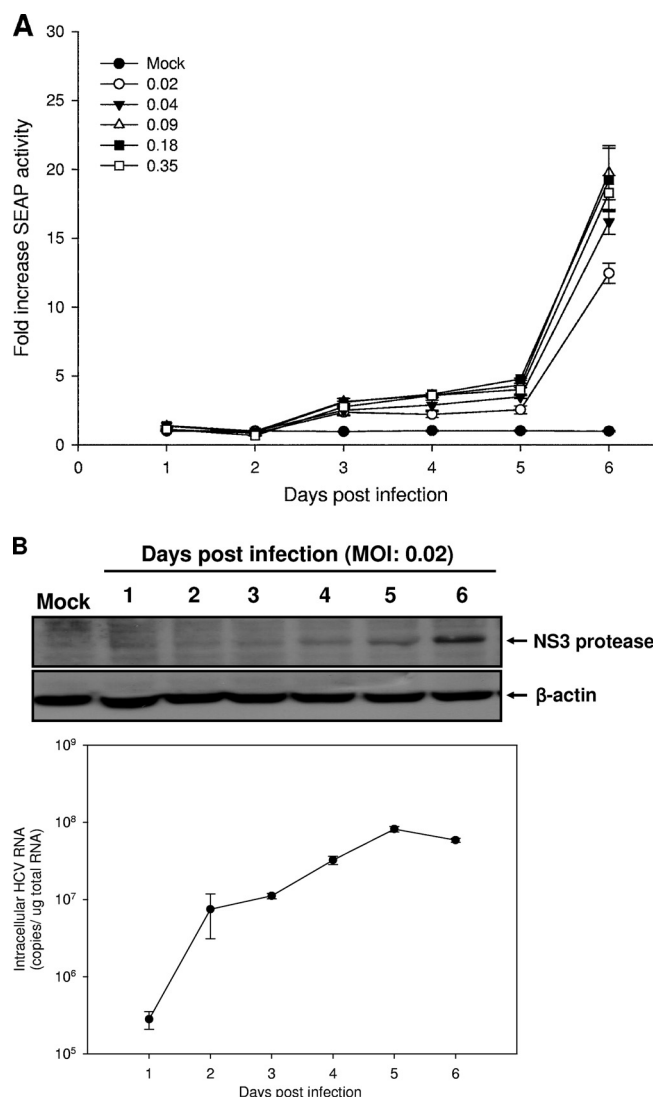 A
Fold increase SEAP activity
30
25
20
15
10
5
0
Mock
0.02
0.04
0.09
0.18
0.35
0 1 2 3 4 5 6
Days post infection
B
Days post infection (MOI: 0.02)
Mock 1 2 3 4 5 6
NS3 protease
β-actin
Intracellular HCV RNA
(copies/ ug total RNA)
10⁹
10⁸
10⁷
10⁶
10⁵
1 2 3 4 5 6
Days post infection